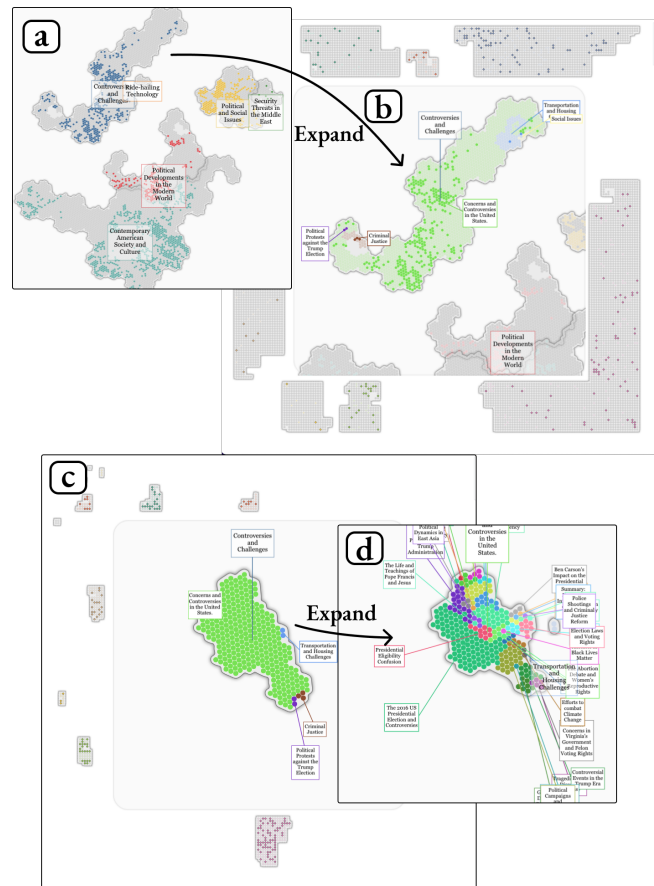 a
Controversies
and
Challenges
Ride-hailing
Technology
Political
and Social
Issues
Security
Threats in
the Middle
East
Political
Developments
in the
Modern
World
Contemporary
American
Society and
Culture
Expand
b
Controversies
and
Challenges
Transportation
and Housing
Social Issues
Concerns and
Controversies
in the United
States.
Political
Protests
against the
Trump
Election
Criminal
Justice
Political
Developments
in the
Modern
World
c
Controversies
and
Challenges
Concerns and
Controversies
in the United
States.
Transportation
and Housing
Challenges
Criminal
Justice
Political
Protests
against the
Trump
Election
Expand
d
Political
Dynamics in
East Asia
Trump
Administration
Controversies
in the
United
States.
The Life and
Teachings of
Pope Francis
and Jesus
Presidential
Eligibility
Confusion
The 2016 US
Presidential
Election and
Controversies
Ben Carson's
Impact on the
Presidential
Summary:
Police
Shootings
and Criminal
Justice
Reform
Election Laws
and Voting
Rights
Black Lives
Matter
Transportation
and
Housing
Challenges
Abortion
Debate and
Women's
Reproductive
Rights
Efforts to
combat
Climate
Change
Concerns in
Virginia's
Government
and Felon
Voting Rights
Controversial
Events in the
Trump Era
Political
Campaigns
and